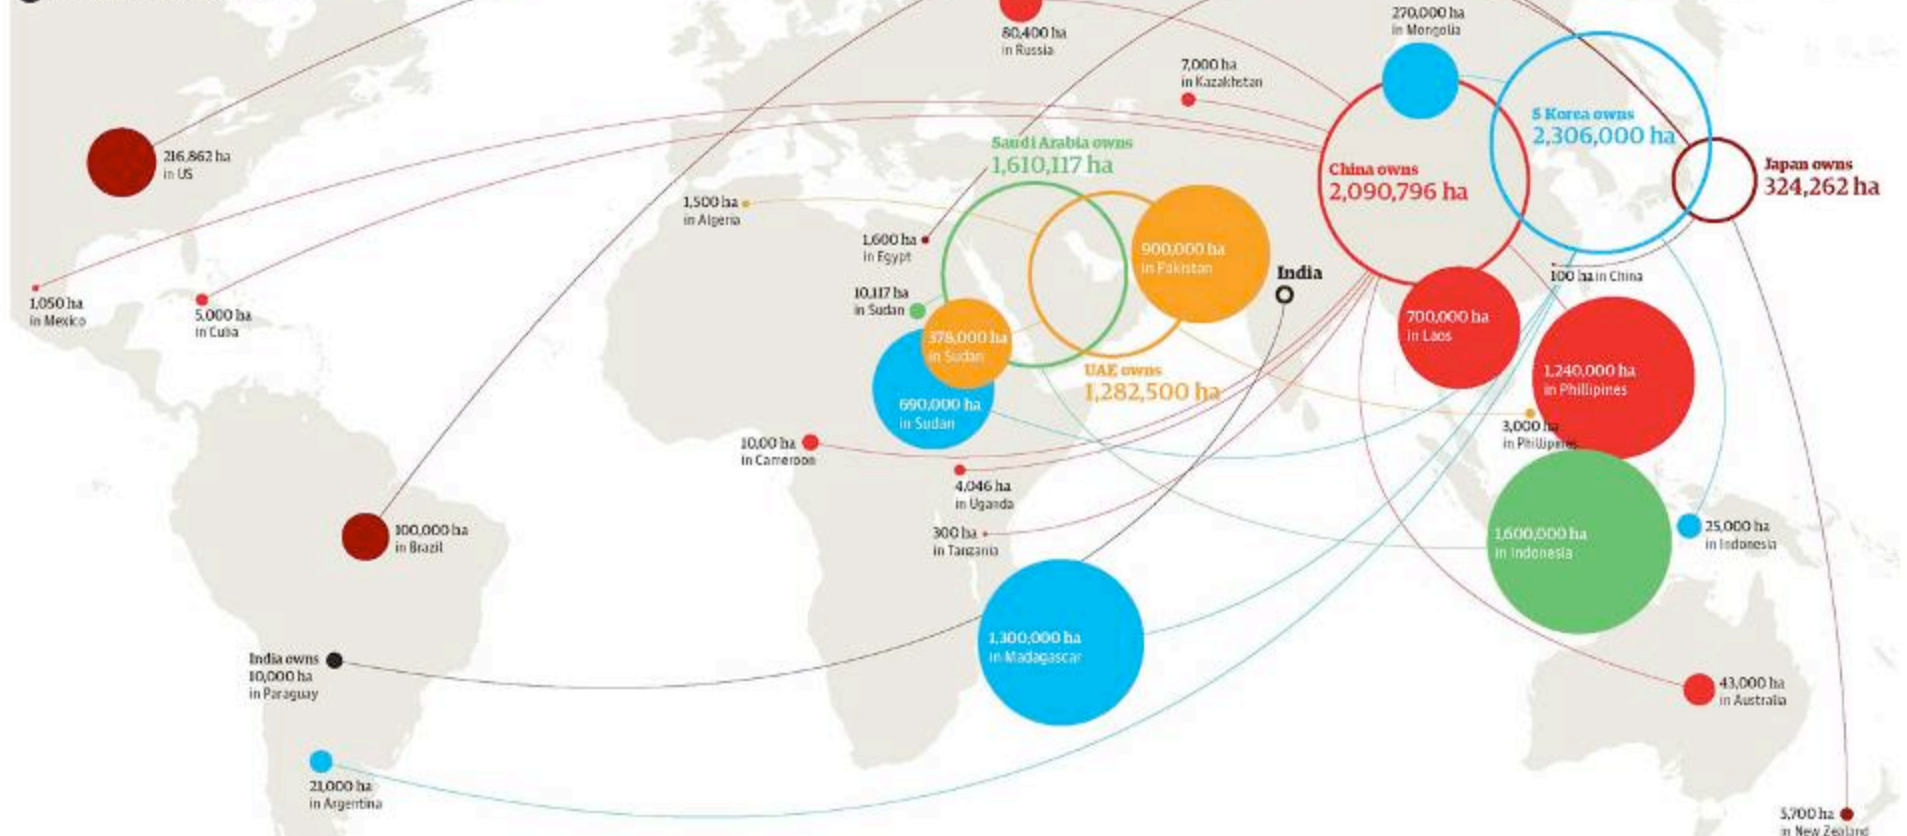 80,400 ha
in Russia
270,000 ha
in Mongolia
7,000 ha
in Kazakhstan
S Korea owns
2,306,000 ha
Saudi Arabia owns
1,610,117 ha
216,862 ha
in US
China owns
2,090,796 ha
Japan owns
324,262 ha
1,500 ha
in Algeria
1,600 ha
in Egypt
900,000 ha
in Pakistan
India
100 ha in China
10,117 ha
in Sudan
1,050 ha
in Mexico
5,000 ha
in Cuba
378,000 ha
in Sudan
700,000 ha
in Laos
UAE owns
1,282,500 ha
1,240,000 ha
in Phillipines
690,000 ha
in Sudan
3,000 ha
in Phillipines
10,00 ha
in Cameroon
4,046 ha
in Uganda
100,000 ha
in Brazil
300 ha
in Tanzania
1,600,000 ha
in Indonesia
25,000 ha
in Indonesia
1,300,000 ha
in Madagascar
India owns
10,000 ha
in Paraguay
43,000 ha
in Australia
21,000 ha
in Argentina
5,700 ha
in New Zealand